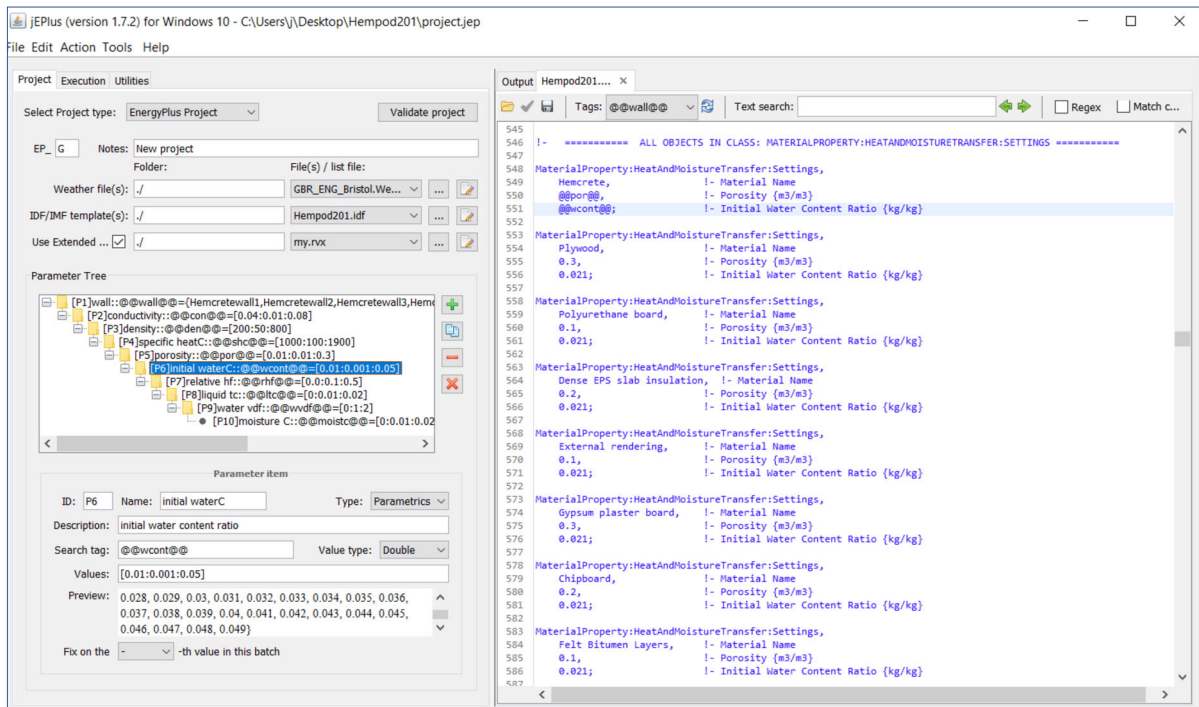 jEPlus (version 1.7.2) for Windows 10 - C:\Users\j\Desktop\Hempod201\project.jep
File Edit Action Tools Help
Project Execution Utilities
Select Project type: EnergyPlus Project Validate project
EP_ G Notes: New project
Folder: File(s) / list file:
Weather file(s): ./ GBR_ENG_Bristol.We... ...
IDF/IMF template(s): ./ Hempod201.idf ...
Use Extended ... ./ my.rvx ...
Parameter Tree
[P1]wall::@@wall@@={Hemcretewall1,Hemcretewall2,Hemcretewall3,Hemc
[P2]conductivity::@@con@@=[0.04:0.01:0.08]
[P3]density::@@den@@=[200:50:800]
[P4]specific heatC::@@shc@@=[1000:100:1900]
[P5]porosity::@@por@@=[0.01:0.01:0.3]
[P6]initial waterC::@@wcont@@=[0.01:0.001:0.05]
[P7]relative hf::@@rhf@@=[0.0:0.1:0.5]
[P8]liquid tc::@@ltc@@=[0:0.01:0.02]
[P9]water vdf::@@wvdf@@=[0:1:2]
[P10]moisture C::@@moistc@@=[0:0.01:0.02
Parameter item
ID: P6 Name: initial waterC Type: Parametrics
Description: initial water content ratio
Search tag: @@wcont@@ Value type: Double
Values: [0.01:0.001:0.05]
Preview: 0.028, 0.029, 0.03, 0.031, 0.032, 0.033, 0.034, 0.035, 0.036,
0.037, 0.038, 0.039, 0.04, 0.041, 0.042, 0.043, 0.044, 0.045,
0.046, 0.047, 0.048, 0.049}
Fix on the - -th value in this batch
Output Hempod201.... ×
Tags: @@wall@@ Text search: Regex Match c...
545
546 !- =========== ALL OBJECTS IN CLASS: MATERIALPROPERTY:HEATANDMOISTURETRANSFER:SETTINGS ===========
547
548 MaterialProperty:HeatAndMoistureTransfer:Settings,
549 Hemcrete, !- Material Name
550 @@por@@, !- Porosity {m3/m3}
551 @@wcont@@; !- Initial Water Content Ratio {kg/kg}
552
553 MaterialProperty:HeatAndMoistureTransfer:Settings,
554 Plywood, !- Material Name
555 0.3, !- Porosity {m3/m3}
556 0.021; !- Initial Water Content Ratio {kg/kg}
557
558 MaterialProperty:HeatAndMoistureTransfer:Settings,
559 Polyurethane board, !- Material Name
560 0.1, !- Porosity {m3/m3}
561 0.021; !- Initial Water Content Ratio {kg/kg}
562
563 MaterialProperty:HeatAndMoistureTransfer:Settings,
564 Dense EPS slab insulation, !- Material Name
565 0.2, !- Porosity {m3/m3}
566 0.021; !- Initial Water Content Ratio {kg/kg}
567
568 MaterialProperty:HeatAndMoistureTransfer:Settings,
569 External rendering, !- Material Name
570 0.1, !- Porosity {m3/m3}
571 0.021; !- Initial Water Content Ratio {kg/kg}
572
573 MaterialProperty:HeatAndMoistureTransfer:Settings,
574 Gypsum plaster board, !- Material Name
575 0.3, !- Porosity {m3/m3}
576 0.021; !- Initial Water Content Ratio {kg/kg}
577
578 MaterialProperty:HeatAndMoistureTransfer:Settings,
579 Chipboard, !- Material Name
580 0.2, !- Porosity {m3/m3}
581 0.021; !- Initial Water Content Ratio {kg/kg}
582
583 MaterialProperty:HeatAndMoistureTransfer:Settings,
584 Felt Bitumen Layers, !- Material Name
585 0.1, !- Porosity {m3/m3}
586 0.021; !- Initial Water Content Ratio {kg/kg}
587